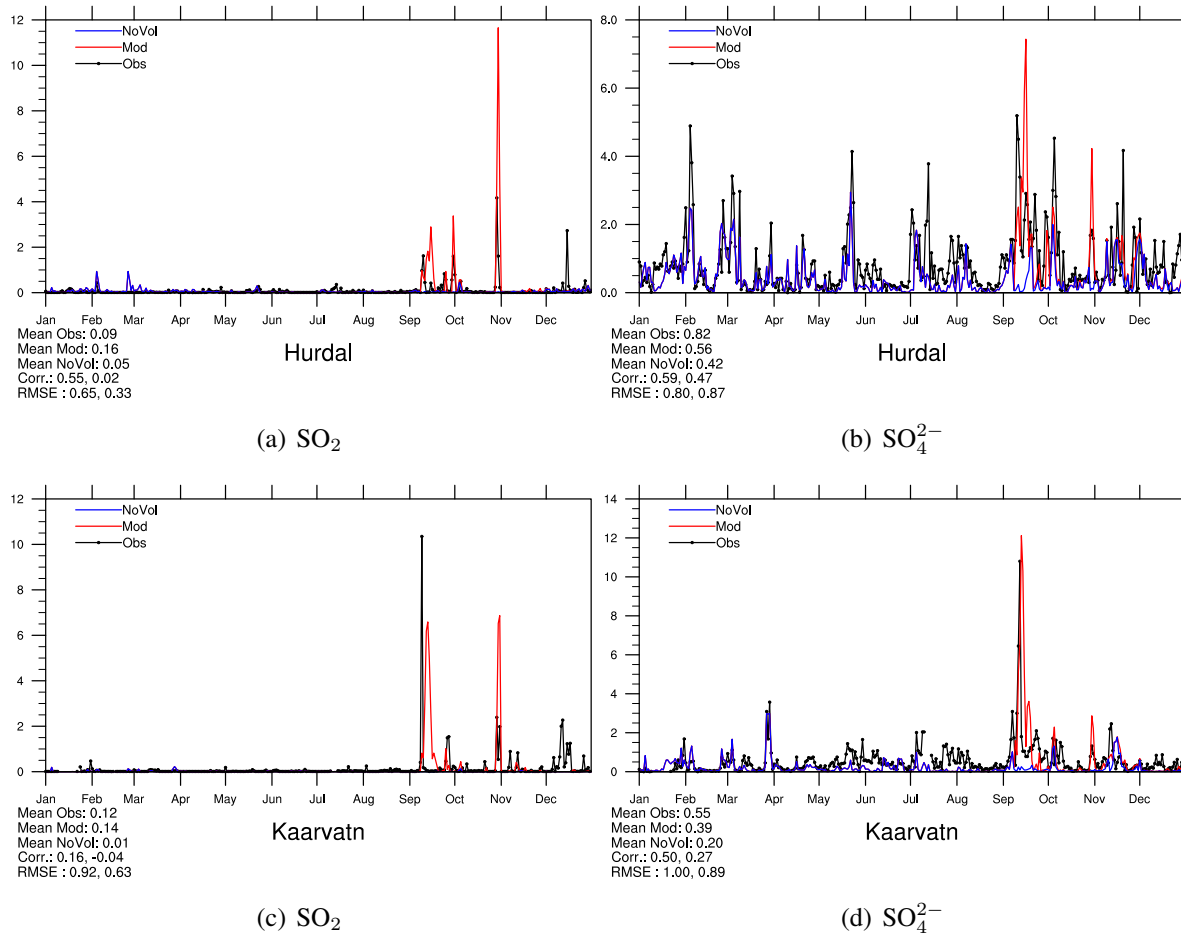 12
10
8
6
4
2
0
NoVol
Mod
Obs
Jan Feb Mar Apr May Jun Jul Aug Sep Oct Nov Dec
Mean Obs: 0.09
Mean Mod: 0.16
Mean NoVol: 0.05
Corr.: 0.55, 0.02
RMSE : 0.65, 0.33
Hurdal
(a) SO₂
8.0
6.0
4.0
2.0
0.0
NoVol
Mod
Obs
Jan Feb Mar Apr May Jun Jul Aug Sep Oct Nov Dec
Mean Obs: 0.82
Mean Mod: 0.56
Mean NoVol: 0.42
Corr.: 0.59, 0.47
RMSE : 0.80, 0.87
Hurdal
(b) SO₄²⁻
12
10
8
6
4
2
0
NoVol
Mod
Obs
Jan Feb Mar Apr May Jun Jul Aug Sep Oct Nov Dec
Mean Obs: 0.12
Mean Mod: 0.14
Mean NoVol: 0.01
Corr.: 0.16, -0.04
RMSE : 0.92, 0.63
Kaarvatn
(c) SO₂
14
12
10
8
6
4
2
0
NoVol
Mod
Obs
Jan Feb Mar Apr May Jun Jul Aug Sep Oct Nov Dec
Mean Obs: 0.55
Mean Mod: 0.39
Mean NoVol: 0.20
Corr.: 0.50, 0.27
RMSE : 1.00, 0.89
Kaarvatn
(d) SO₄²⁻